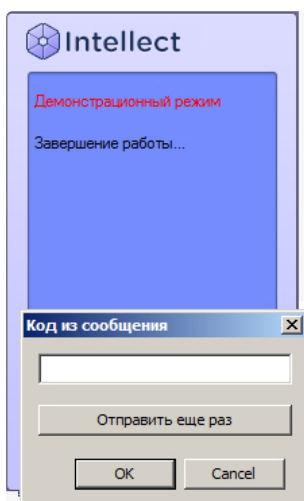 Intellect
Демонстрационный режим
Завершение работы...
Код из сообщения
Отправить еще раз
OK
Cancel